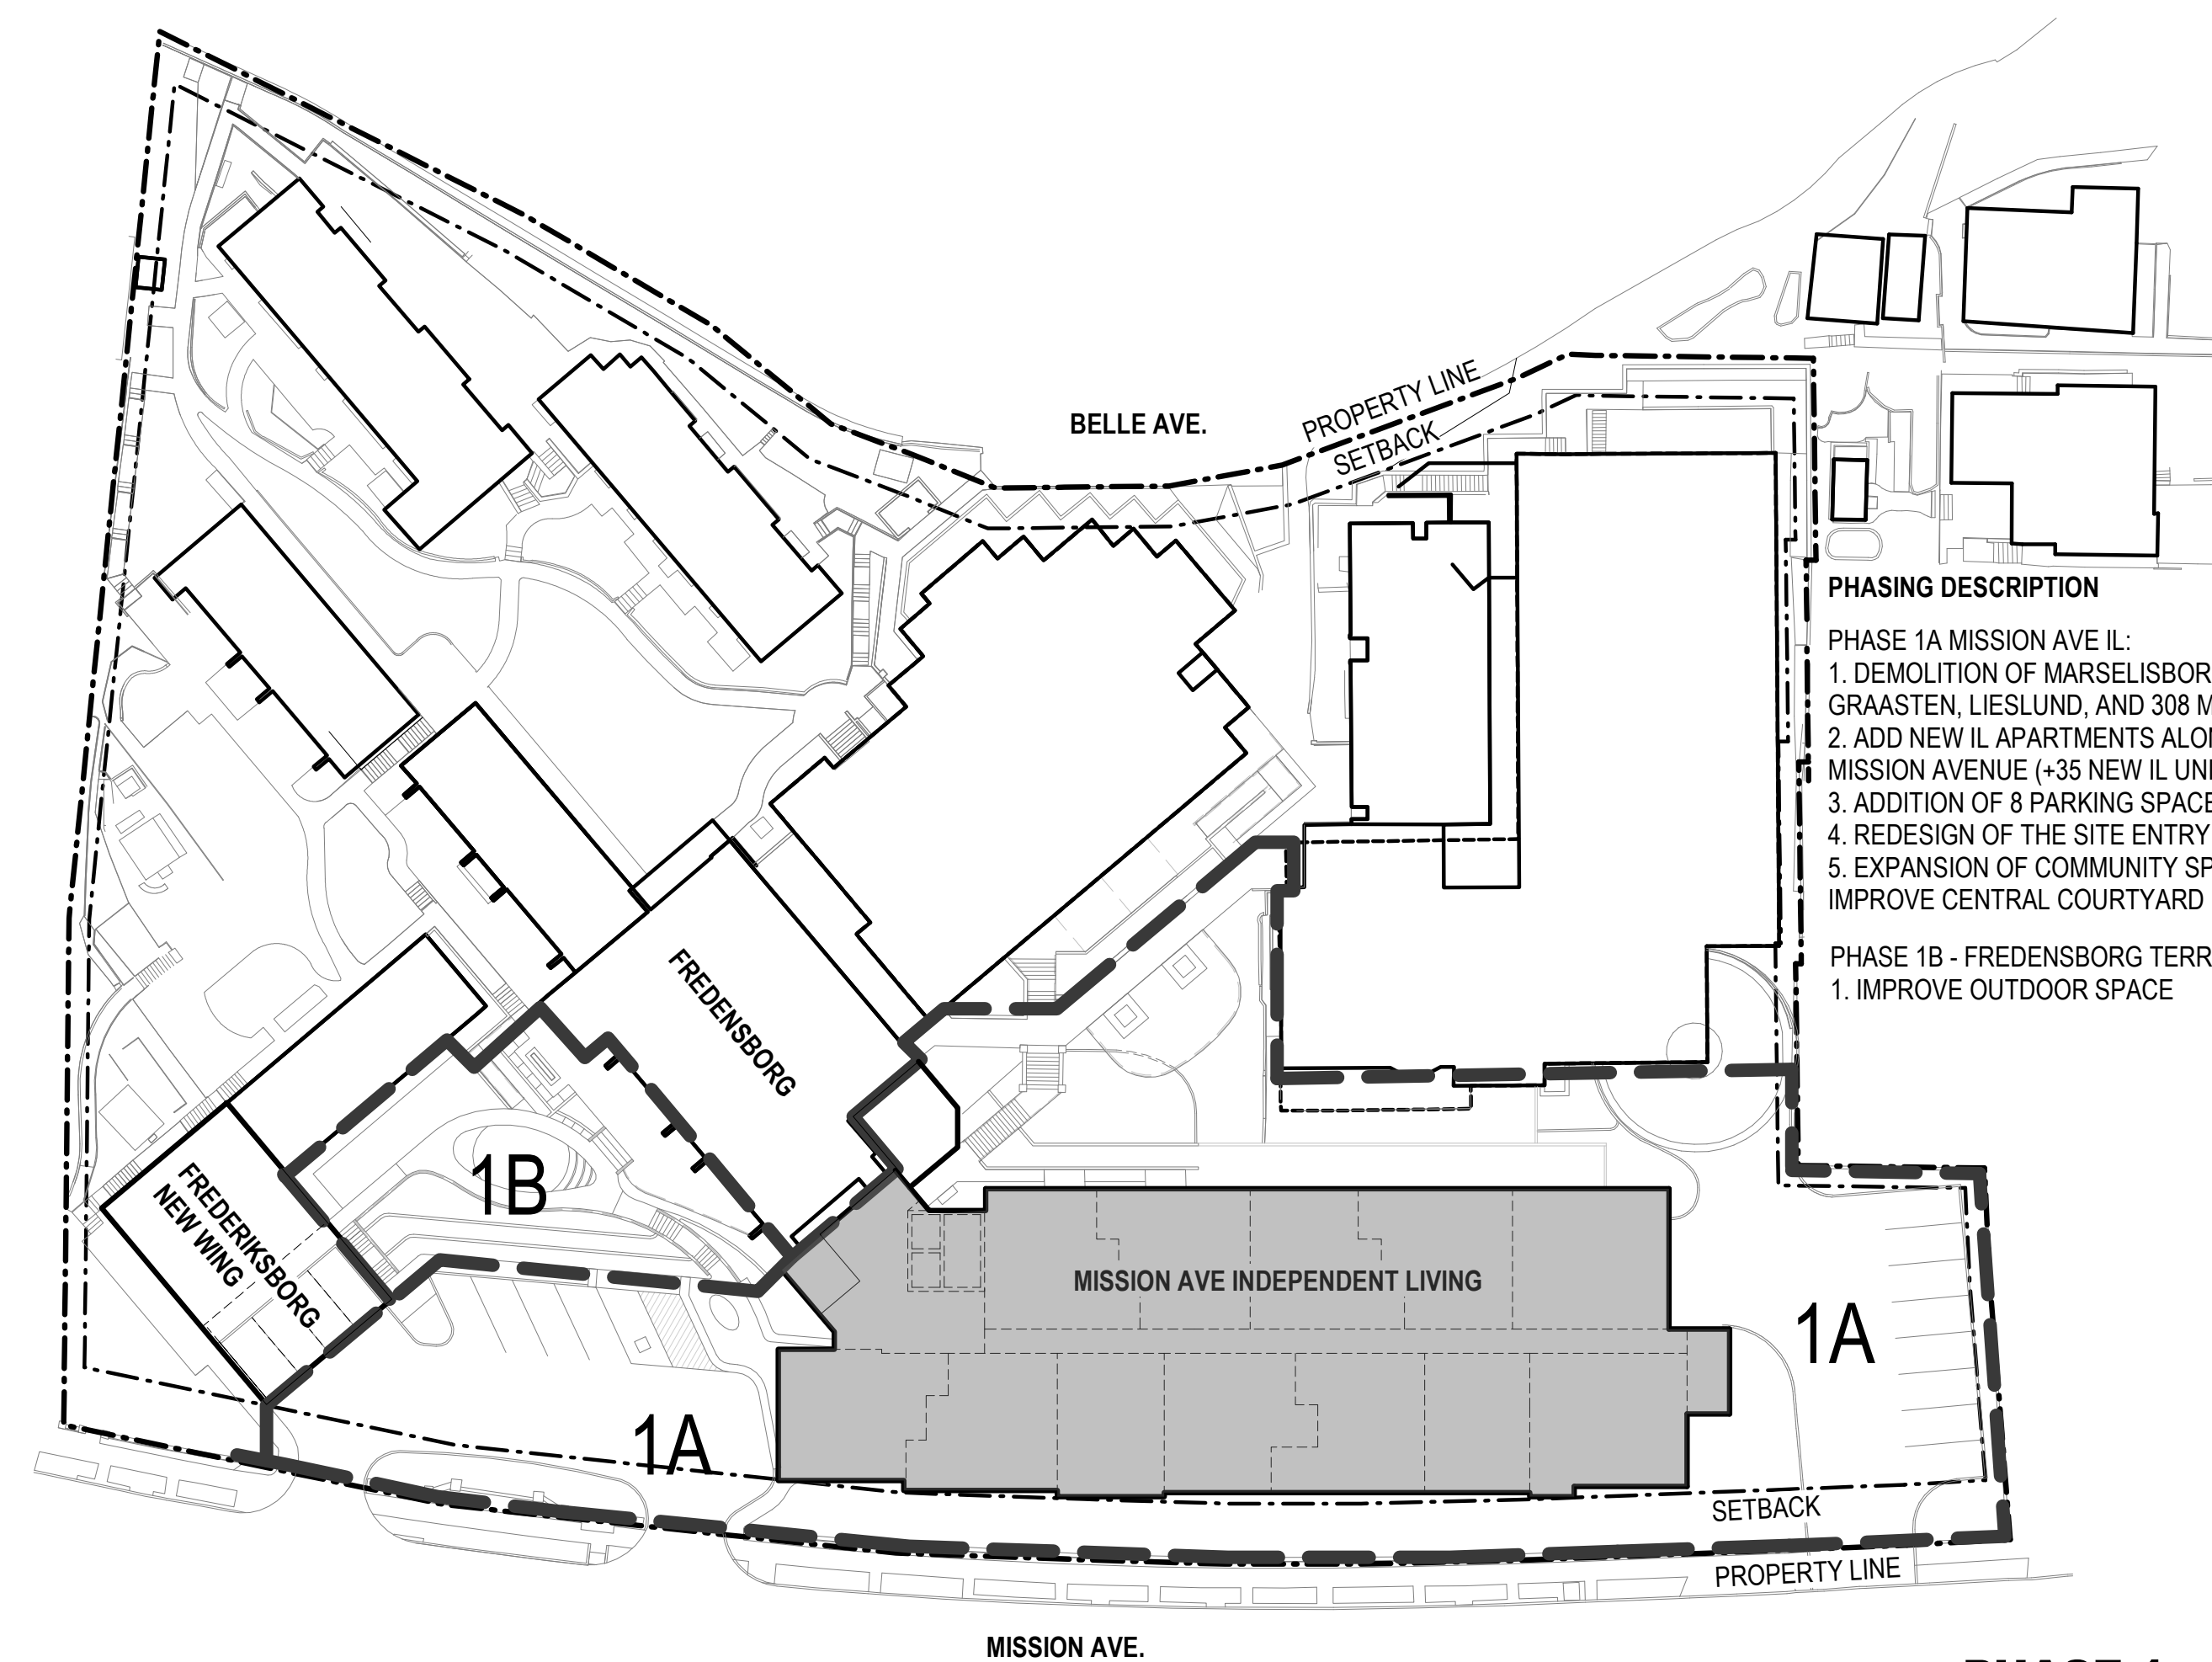 BELLE AVE.
PROPERTY LINE
SETBACK
PHASING DESCRIPTION
PHASE 1A MISSION AVE IL:
1. DEMOLITION OF MARSELISBOR
GRAASTEN, LIESLUND, AND 308 M
2. ADD NEW IL APARTMENTS ALON
MISSION AVENUE (+35 NEW IL UNI
3. ADDITION OF 8 PARKING SPACE
4. REDESIGN OF THE SITE ENTRY
5. EXPANSION OF COMMUNITY SP
IMPROVE CENTRAL COURTYARD
PHASE 1B - FREDENSBORG TERR
1. IMPROVE OUTDOOR SPACE
FREDENSBORG
1B
FREDERIKSBORG
NEW WING
MISSION AVE INDEPENDENT LIVING
1A
1A
SETBACK
PROPERTY LINE
MISSION AVE.